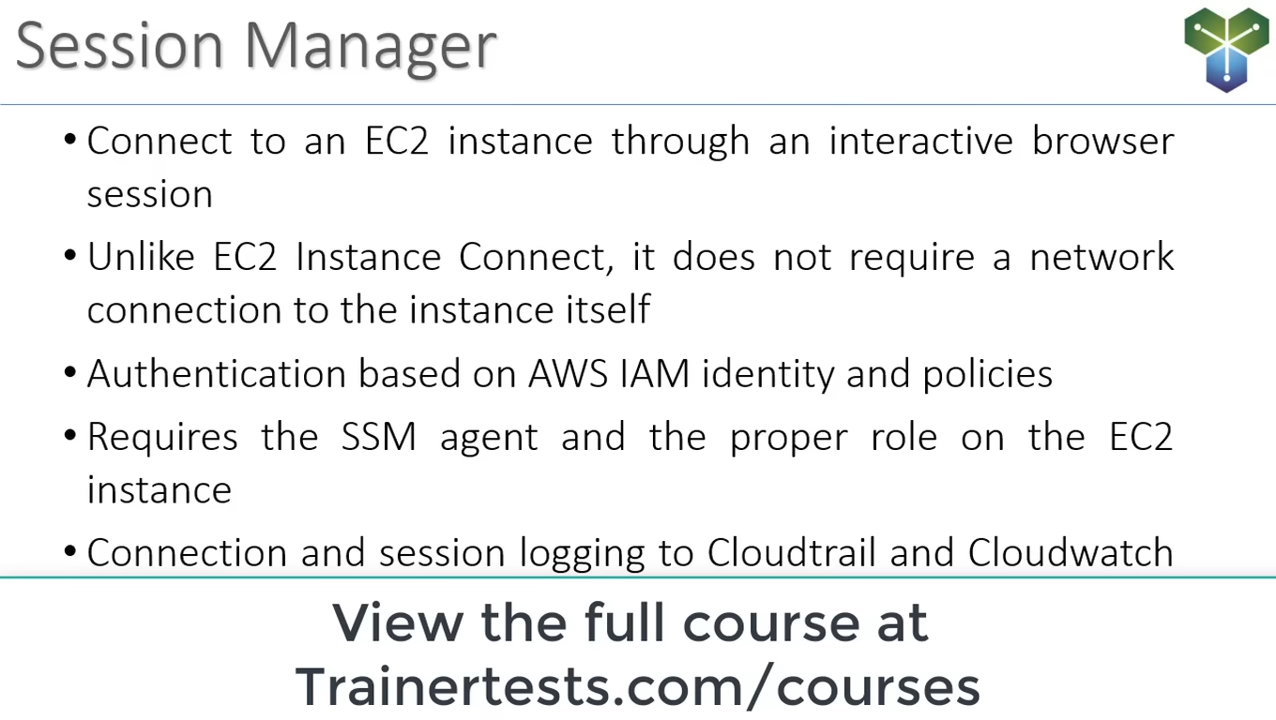 Session Manager
• Connect to an EC2 instance through an interactive browser
session
• Unlike EC2 Instance Connect, it does not require a network
connection to the instance itself
• Authentication based on AWS IAM identity and policies
• Requires the SSM agent and the proper role on the EC2
instance
• Connection and session logging to Cloudtrail and Cloudwatch
View the full course at
Trainertests.com/courses